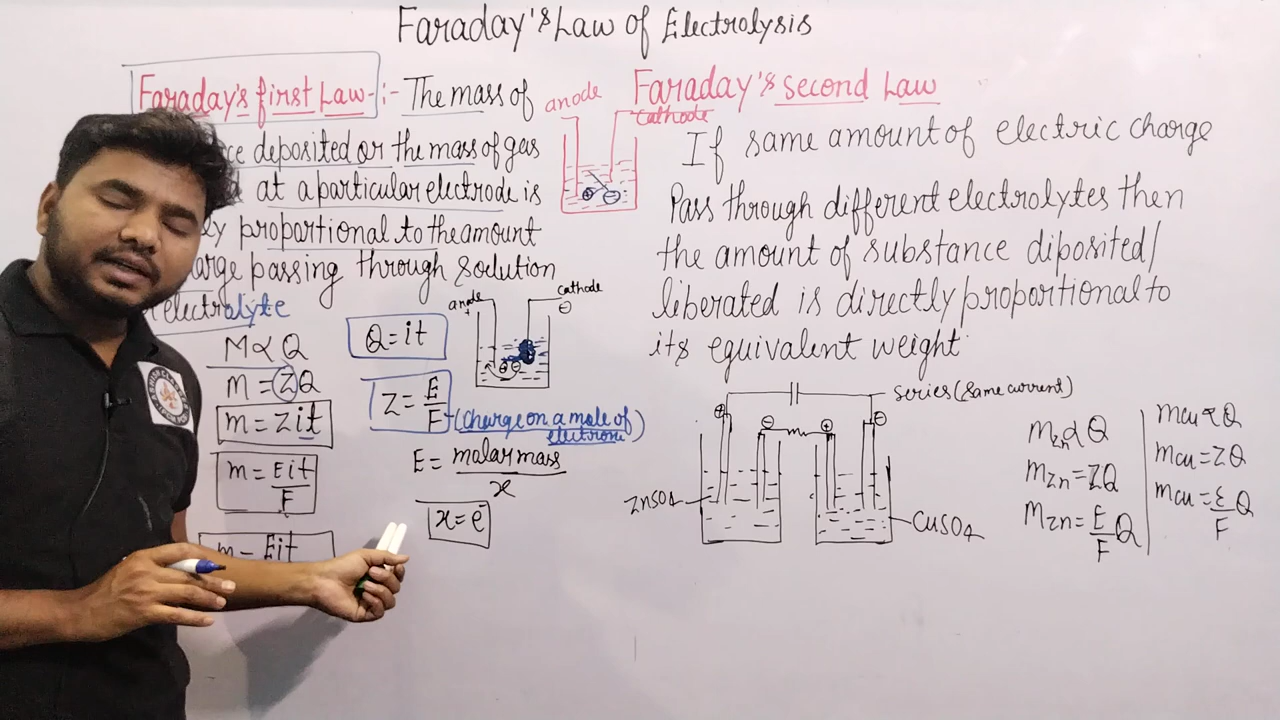 Faraday's Law of Electrolysis
Faraday's first Law-:- The mass of
deposited or the mass of gas
at a particular electrode is
proportional to the amount
passing through solution
electrolyte
M ∝ Q
m = ZQ
m = Zit
m = Eit/F
m = Eit
Q = it
Z = E/F (charge on a mole of
electron)
E = molar mass/x
x = e⁻
anode
+
cathode
⊖
⊕ ⊖
anode
cathode
⊕ ⊖
Faraday's second Law
If same amount of electric charge
Pass through different electrolytes then
the amount of substance diposited/
liberated is directly proportional to
its equivalent weight.
series (Same current)
⊕ ⊖ ⊕ ⊖
ZnSO4
CuSO4
mZn ∝ Q
mZn = ZQ
mZn = E/F Q
mcu ∝ Q
mcu = ZQ
mcu = E/F Q